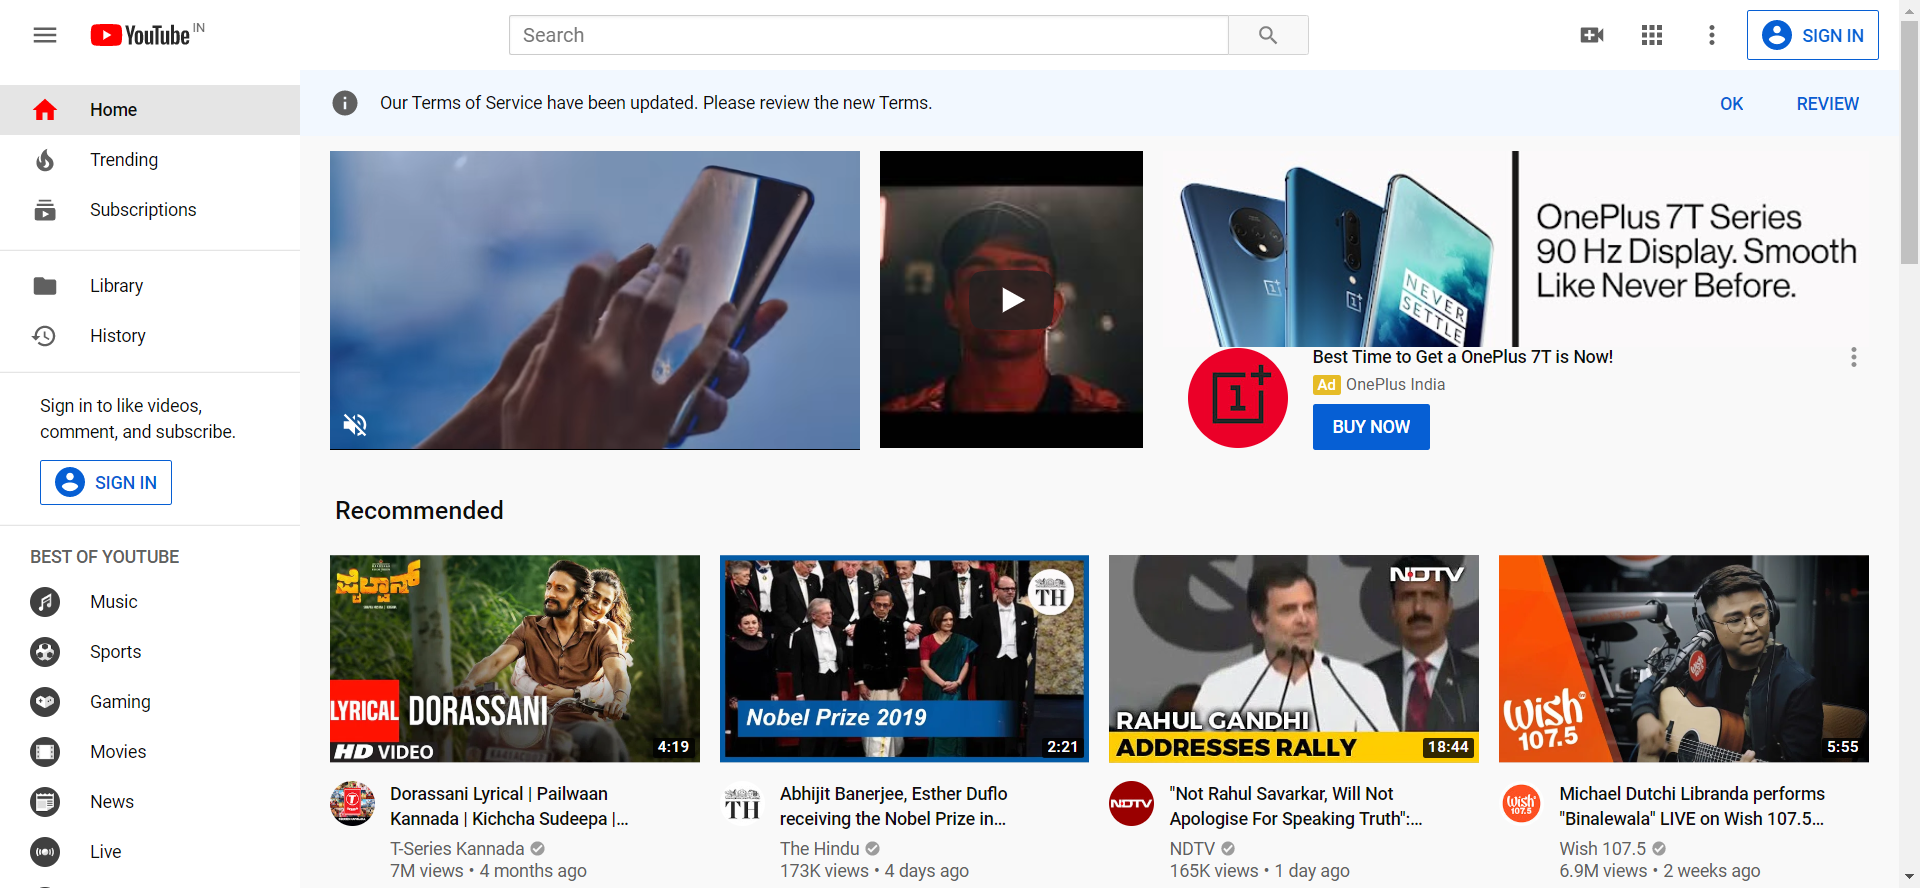 YouTube IN
Search
SIGN IN
Home
Trending
Subscriptions
Library
History
Sign in to like videos,
comment, and subscribe.
SIGN IN
BEST OF YOUTUBE
Music
Sports
Gaming
Movies
News
Live
Our Terms of Service have been updated. Please review the new Terms.
OK
REVIEW
NEVER
SETTLE
OnePlus 7T Series
90 Hz Display. Smooth
Like Never Before.
Best Time to Get a OnePlus 7T is Now!
Ad OnePlus India
BUY NOW
Recommended
ಪೈಲ್ವಾನ್
LYRICAL DORASSANI
HD VIDEO
4:19
Dorassani Lyrical | Pailwaan
Kannada | Kichcha Sudeepa |...
T-Series Kannada
7M views • 4 months ago
TH
Nobel Prize 2019
2:21
TH
Abhijit Banerjee, Esther Duflo
receiving the Nobel Prize in...
The Hindu
173K views • 4 days ago
NDTV
RAHUL GANDHI
ADDRESSES RALLY
18:44
NDTV
"Not Rahul Savarkar, Will Not
Apologise For Speaking Truth":...
NDTV
165K views • 1 day ago
wish
107.5
5:55
wish
107.5
Michael Dutchi Libranda performs
"Binalewala" LIVE on Wish 107.5...
Wish 107.5
6.9M views • 2 weeks ago